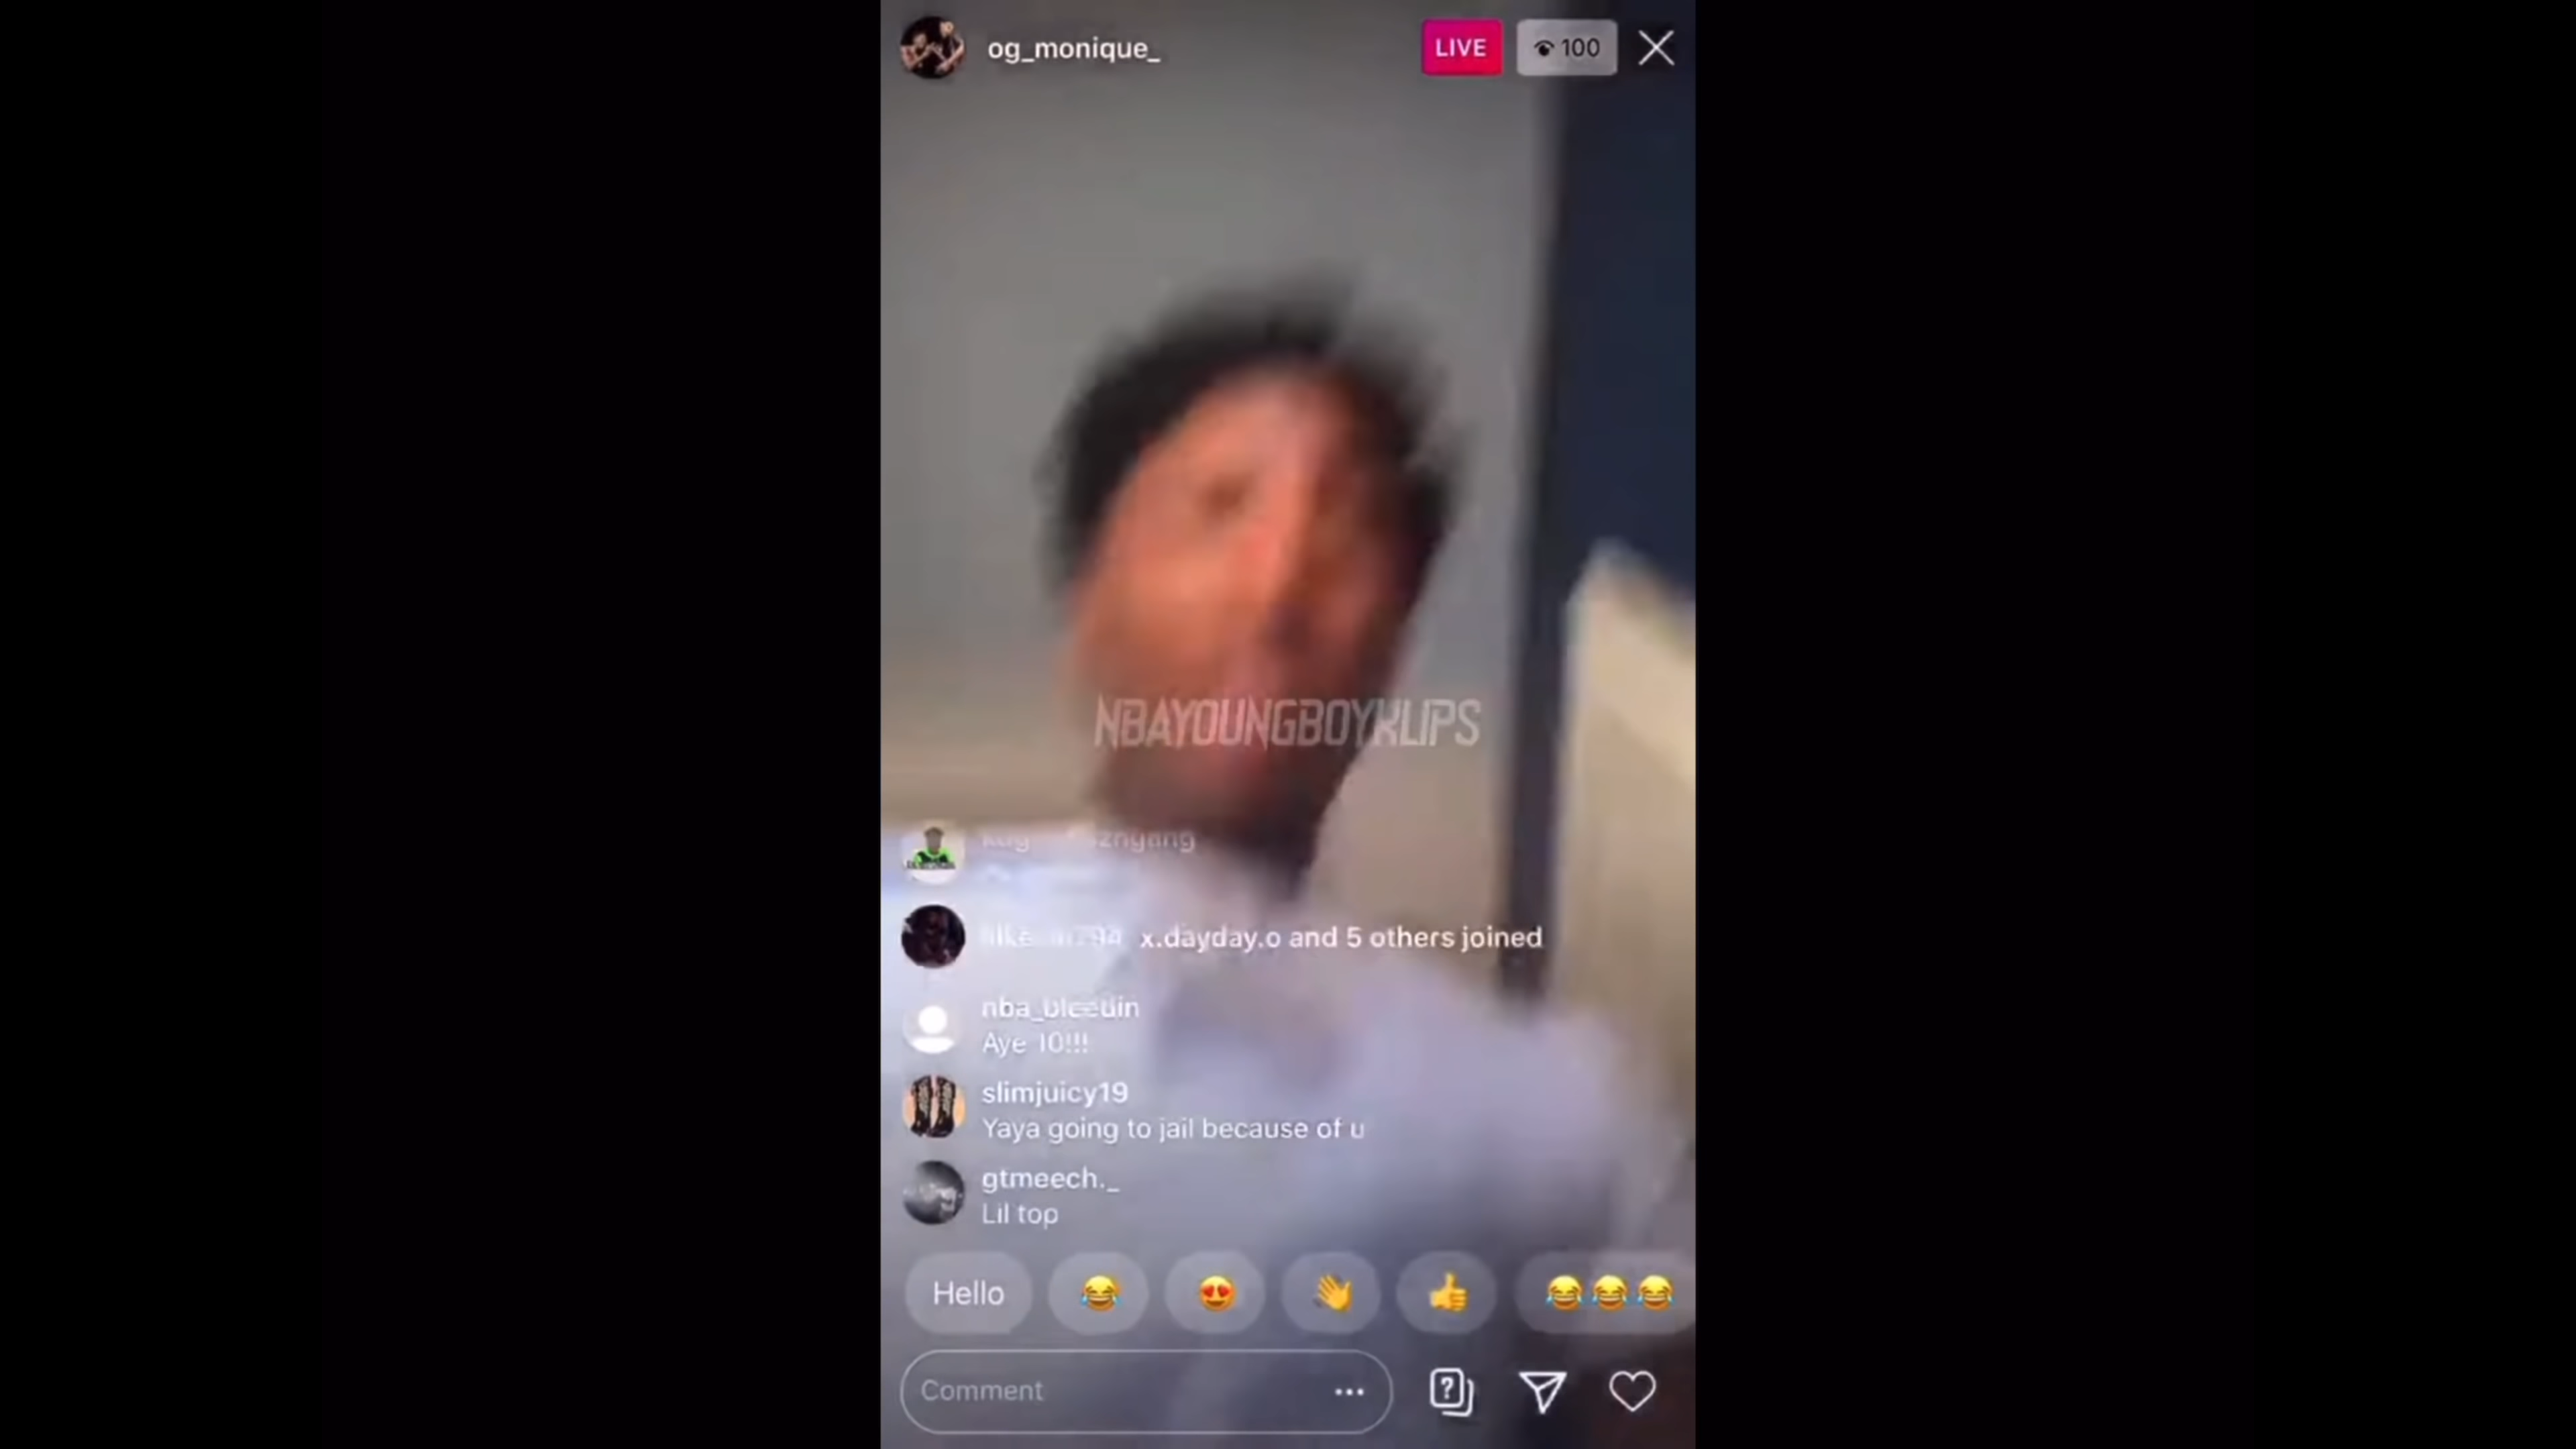 og_monique_
LIVE
100
NBAYOUNGBOYKLIPS
x.dayday.o and 5 others joined
nba_bleedin
Aye 10!!!
slimjuicy19
Yaya going to jail because of u
gtmeech._
Lil top
Hello
Comment